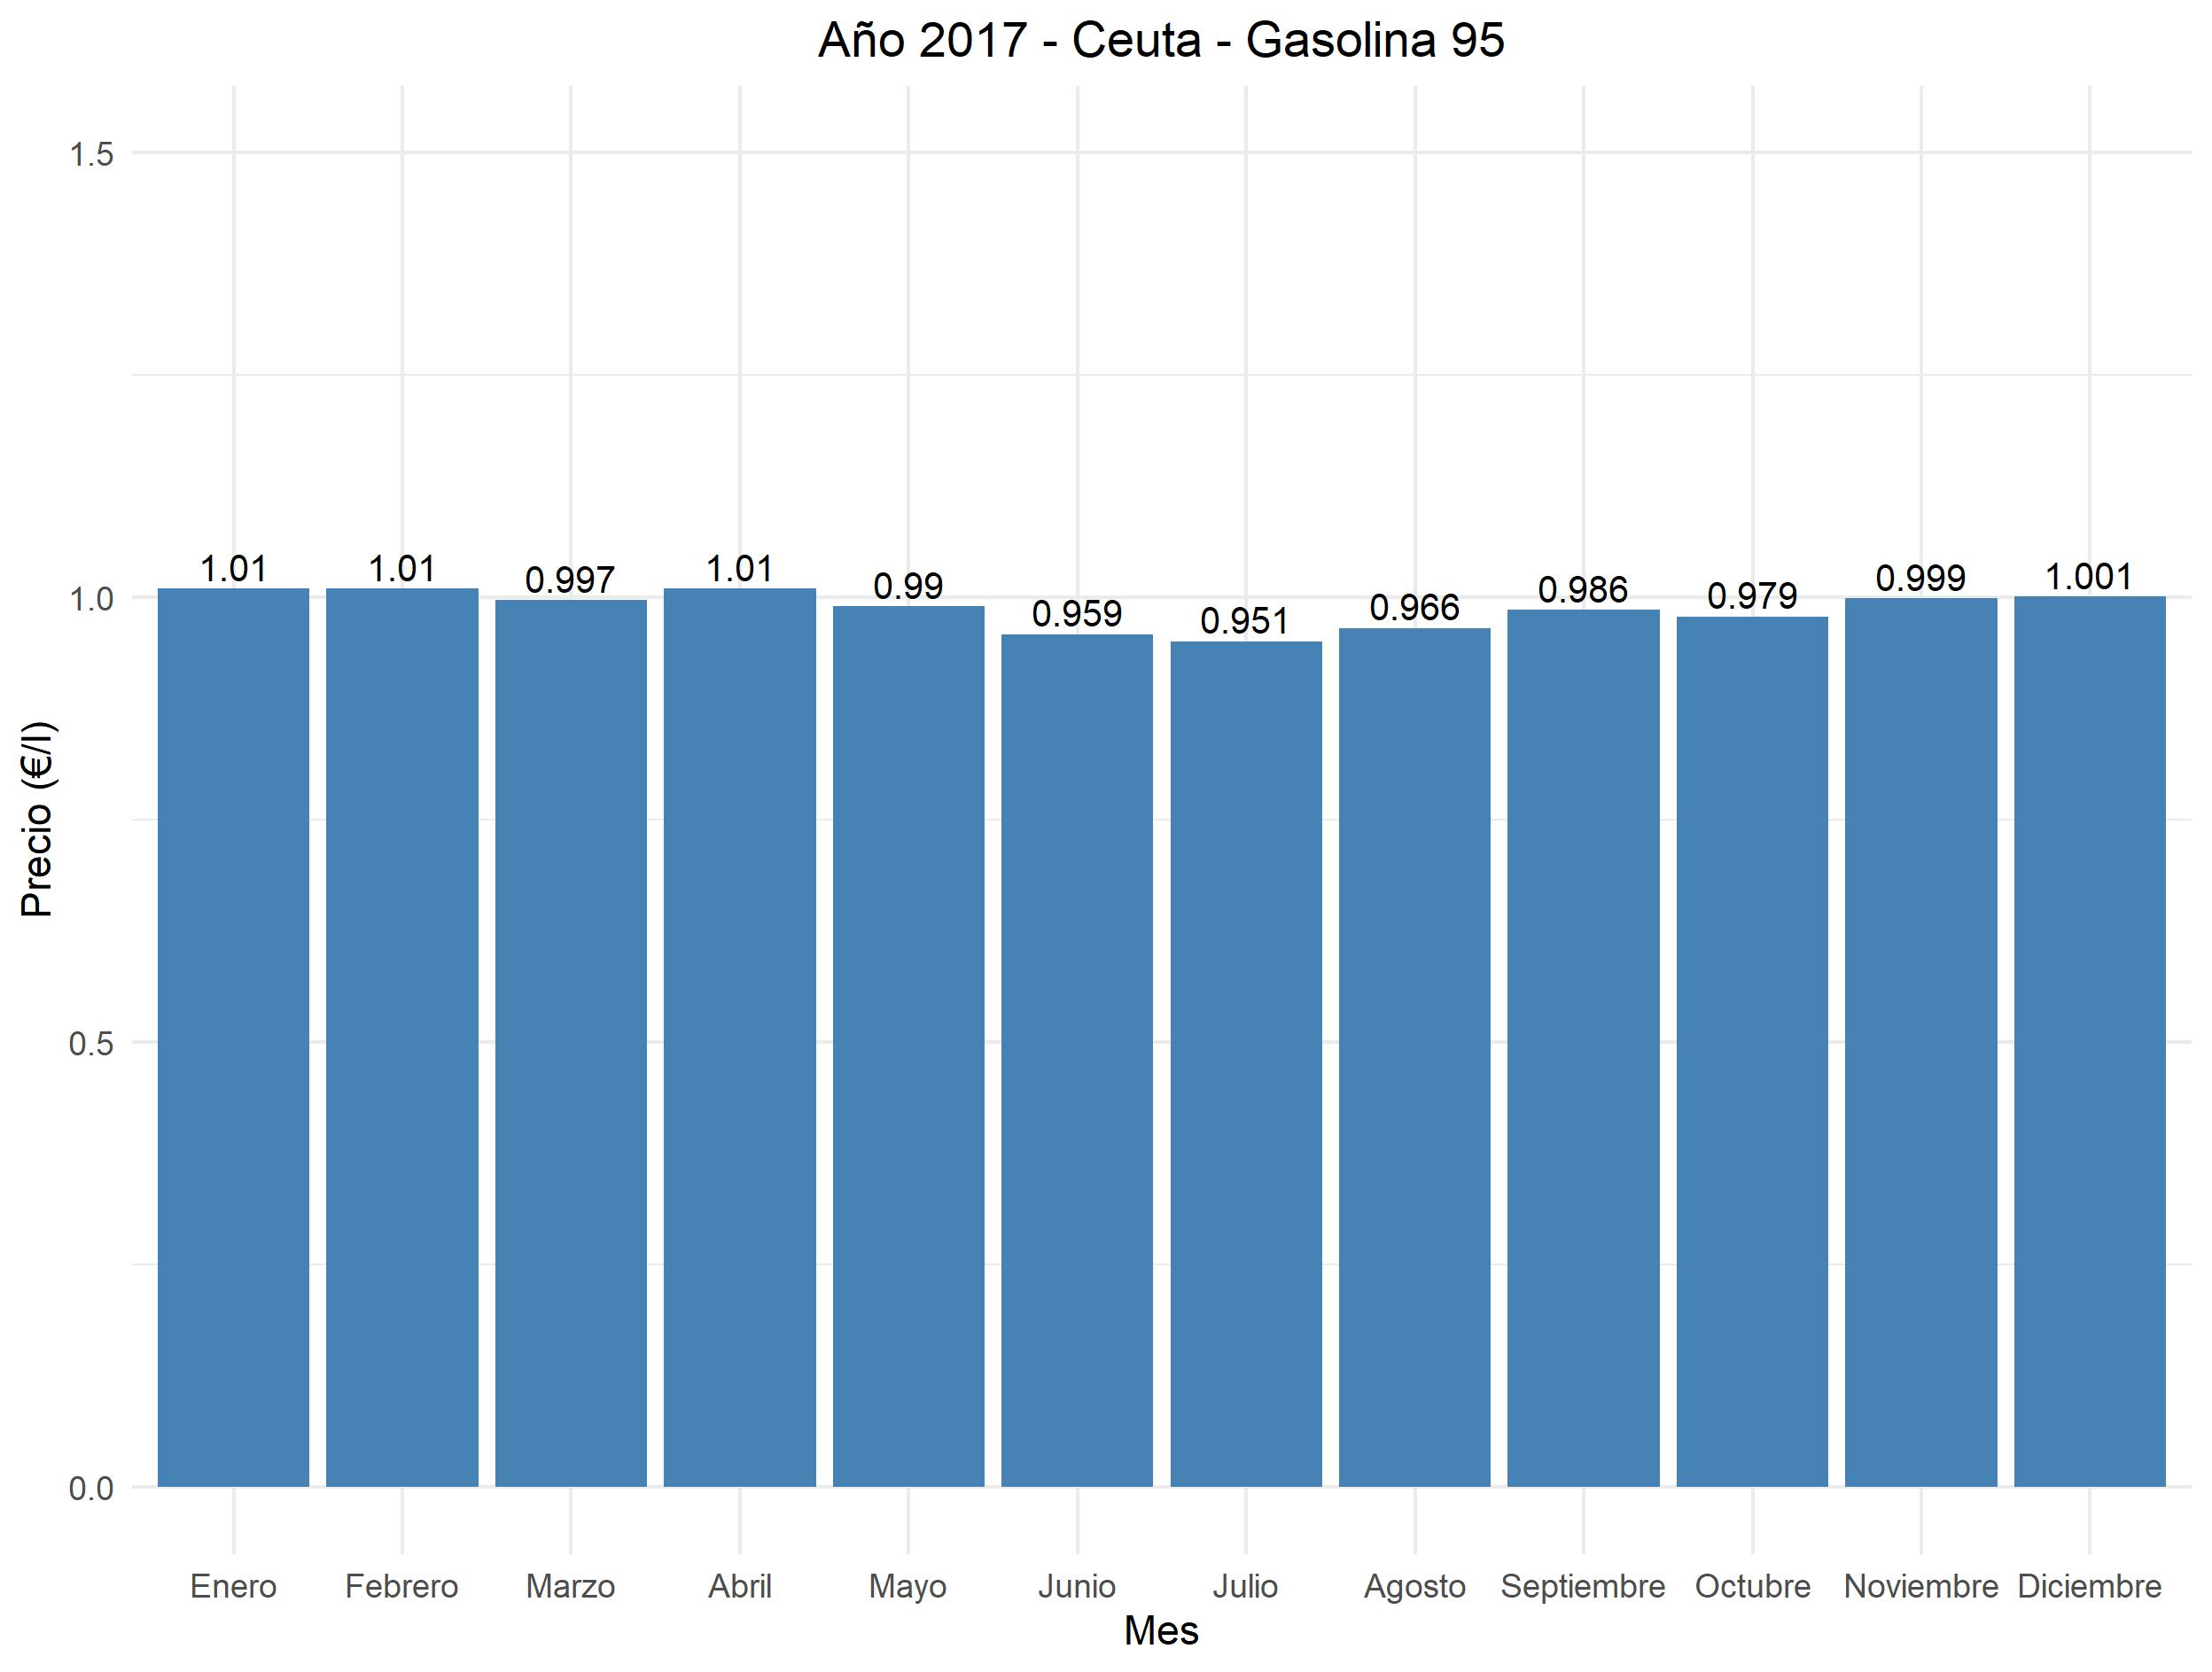 Año 2017 - Ceuta - Gasolina 95
1.5
1.0
0.5
0.0
Precio (€/l)
1.01 1.01 0.997 1.01 0.99 0.959 0.951 0.966 0.986 0.979 0.999 1.001
Enero Febrero Marzo Abril Mayo Junio Julio Agosto Septiembre Octubre Noviembre Diciembre
Mes